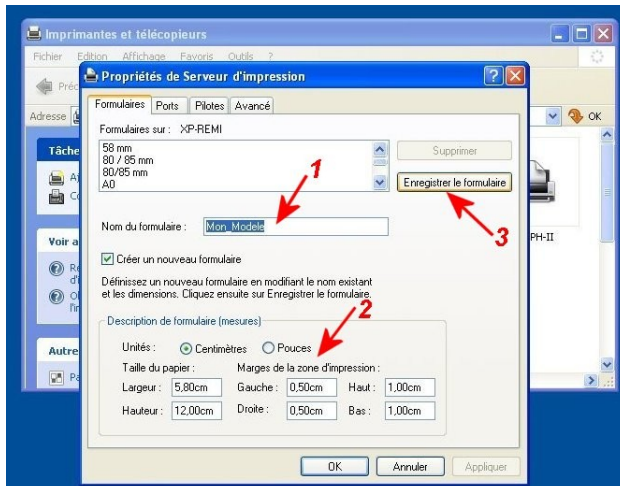 Imprimantes et télécopieurs
Fichier Edition Affichage Favoris Outils ?
Propriétés de Serveur d'impression
Adresse OK
Formulaires Ports Pilotes Avancé
Formulaires sur : XP-REMI
58 mm
80 / 85 mm
80/85 mm
A0
Supprimer
Enregistrer le formulaire
1
Nom du formulaire : Mon_Modele
3
PH-II
Créer un nouveau formulaire
Définissez un nouveau formulaire en modifiant le nom existant
et les dimensions. Cliquez ensuite sur Enregistrer le formulaire.
2
Description de formulaire (mesures)
Unités : Centimètres Pouces
Taille du papier : Marges de la zone d'impression :
Largeur : 5,80cm Gauche : 0,50cm Haut : 1,00cm
Hauteur : 12,00cm Droite : 0,50cm Bas : 1,00cm
OK Annuler Appliquer
Tâche
Voir a
Autre